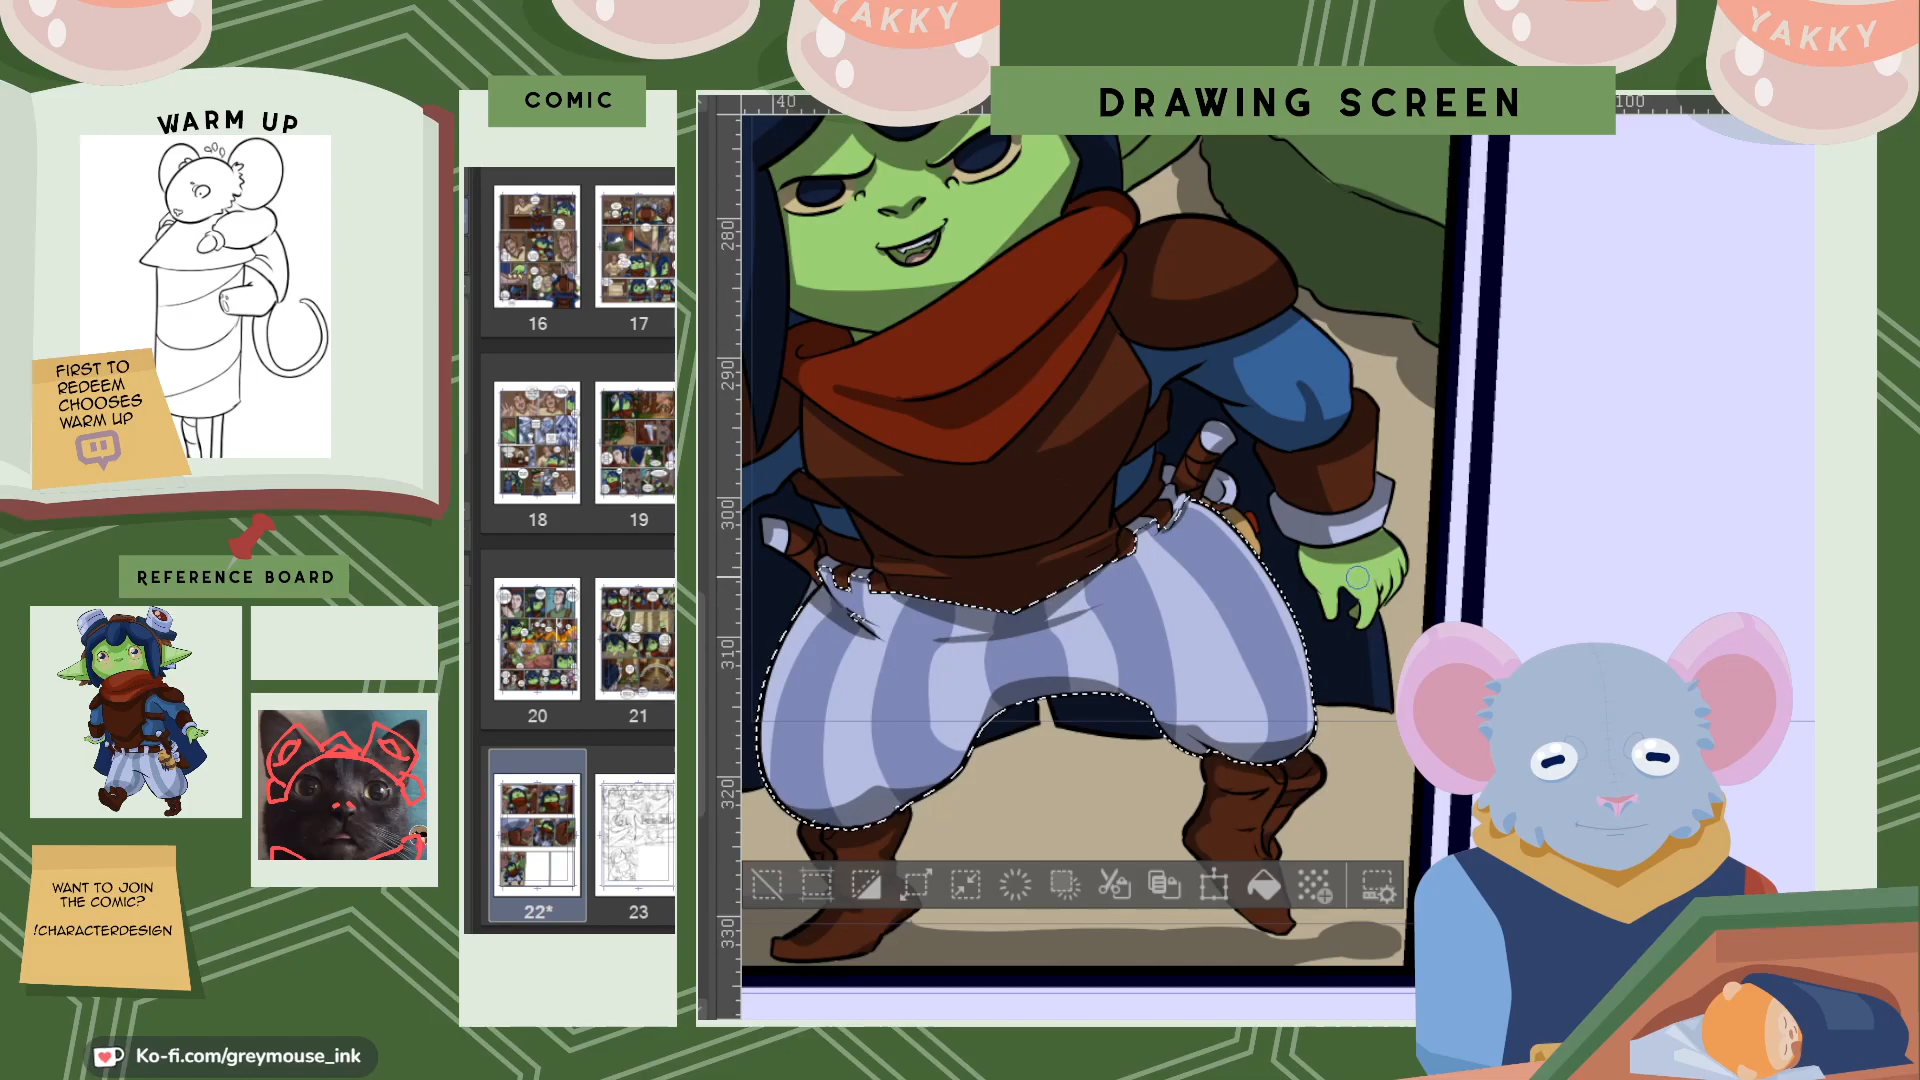 YAKKY
YAKKY
WARM UP
COMIC
DRAWING SCREEN
40
100
280
290
300
310
320
330
FIRST TO
REDEEM
CHOOSES
WARM UP
16
17
18
19
20
21
22*
23
REFERENCE BOARD
WANT TO JOIN
THE COMIC?
!CHARACTERDESIGN
Ko-fi.com/greymouse_ink